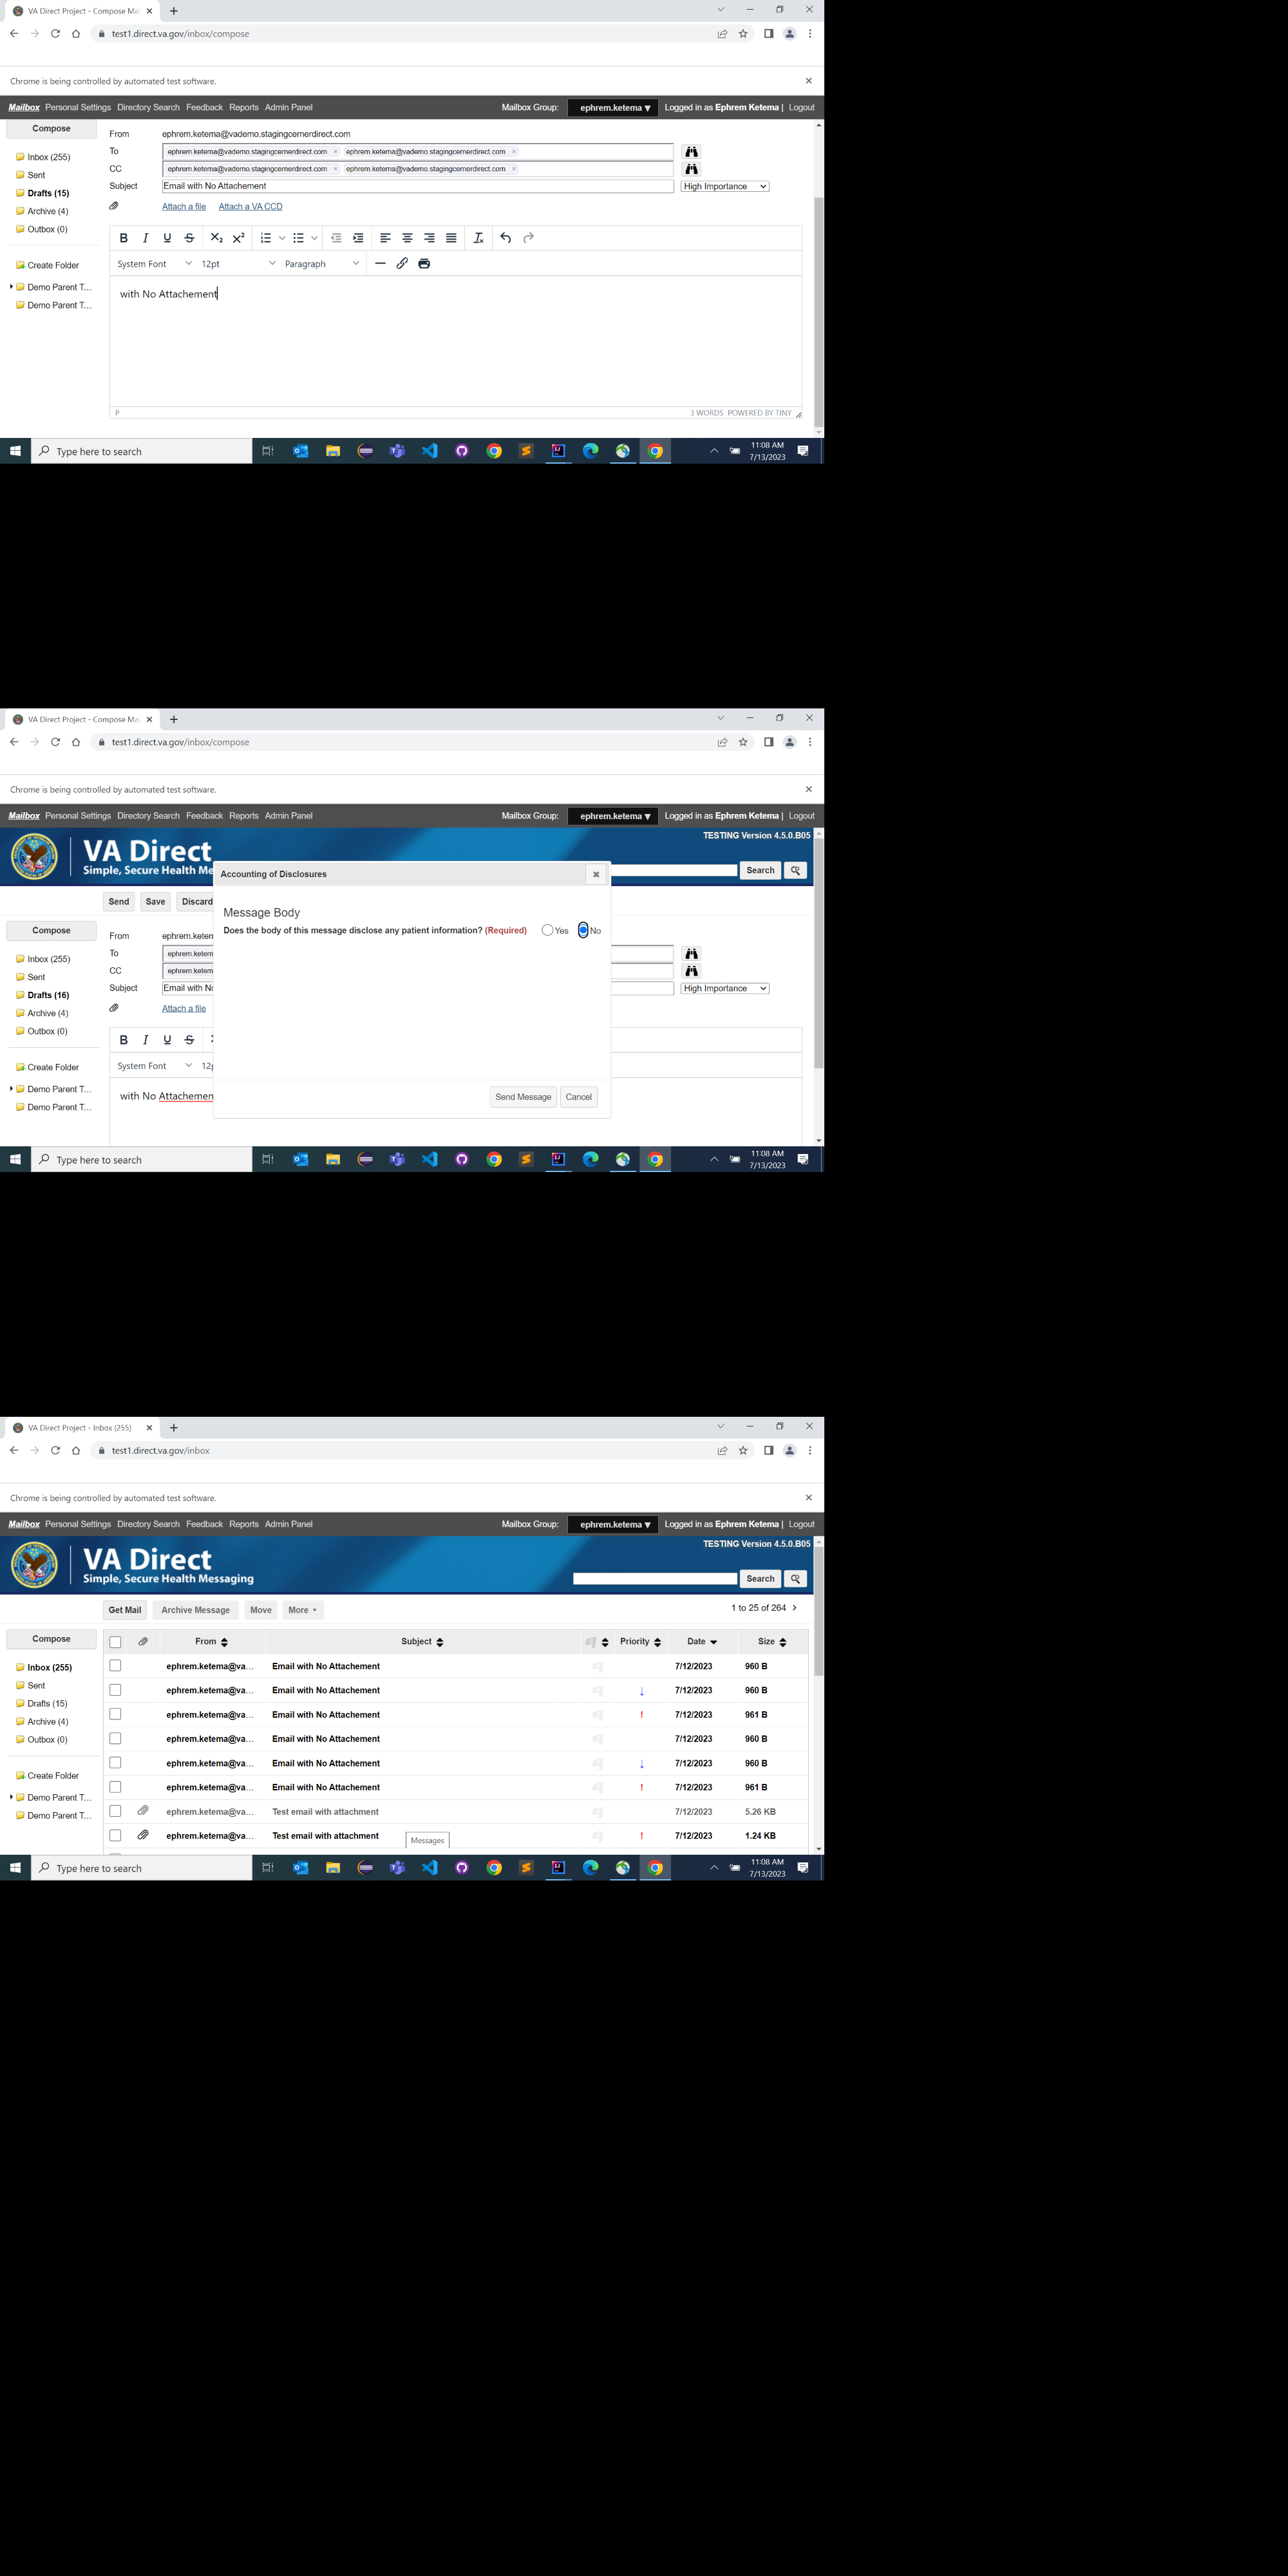 VA Direct Project - Compose Ma
test1.direct.va.gov/inbox/compose
Chrome is being controlled by automated test software.
Mailbox Personal Settings Directory Search Feedback Reports Admin Panel Mailbox Group: ephrem.ketema ▼ Logged in as Ephrem Ketema | Logout
Compose
From ephrem.ketema@vademo.stagingcernerdirect.com
To ephrem.ketema@vademo.stagingcernerdirect.com × ephrem.ketema@vademo.stagingcernerdirect.com ×
CC ephrem.ketema@vademo.stagingcernerdirect.com × ephrem.ketema@vademo.stagingcernerdirect.com ×
Subject Email with No Attachement High Importance
Attach a file Attach a VA CCD
Inbox (255)
Sent
Drafts (15)
Archive (4)
Outbox (0)
Create Folder
Demo Parent T...
Demo Parent T...
System Font 12pt Paragraph
with No Attachement
P 3 WORDS POWERED BY TINY
Type here to search
11:08 AM
7/13/2023
VA Direct Project - Compose Ma
test1.direct.va.gov/inbox/compose
Chrome is being controlled by automated test software.
Mailbox Personal Settings Directory Search Feedback Reports Admin Panel Mailbox Group: ephrem.ketema ▼ Logged in as Ephrem Ketema | Logout
TESTING Version 4.5.0.B05
VA Direct
Simple, Secure Health Me
Search
Send Save Discard
Accounting of Disclosures
Message Body
Does the body of this message disclose any patient information? (Required) Yes No
Send Message Cancel
Compose
From ephrem.keter
To ephrem.ketem
CC ephrem.ketem
Subject Email with No High Importance
Attach a file
Inbox (255)
Sent
Drafts (16)
Archive (4)
Outbox (0)
Create Folder
Demo Parent T...
Demo Parent T...
System Font 12p
with No Attachemen
Type here to search
11:08 AM
7/13/2023
VA Direct Project - Inbox (255)
test1.direct.va.gov/inbox
Chrome is being controlled by automated test software.
Mailbox Personal Settings Directory Search Feedback Reports Admin Panel Mailbox Group: ephrem.ketema ▼ Logged in as Ephrem Ketema | Logout
TESTING Version 4.5.0.B05
VA Direct
Simple, Secure Health Messaging
Search
Get Mail Archive Message Move More 1 to 25 of 264
Compose
Inbox (255)
Sent
Drafts (15)
Archive (4)
Outbox (0)
Create Folder
Demo Parent T...
Demo Parent T...
From Subject Priority Date Size
ephrem.ketema@va... Email with No Attachement 7/12/2023 960 B
ephrem.ketema@va... Email with No Attachement ↓ 7/12/2023 960 B
ephrem.ketema@va... Email with No Attachement ! 7/12/2023 961 B
ephrem.ketema@va... Email with No Attachement 7/12/2023 960 B
ephrem.ketema@va... Email with No Attachement ↓ 7/12/2023 960 B
ephrem.ketema@va... Email with No Attachement ! 7/12/2023 961 B
ephrem.ketema@va... Test email with attachment 7/12/2023 5.26 KB
ephrem.ketema@va... Test email with attachment ! 7/12/2023 1.24 KB
Messages
Type here to search
11:08 AM
7/13/2023